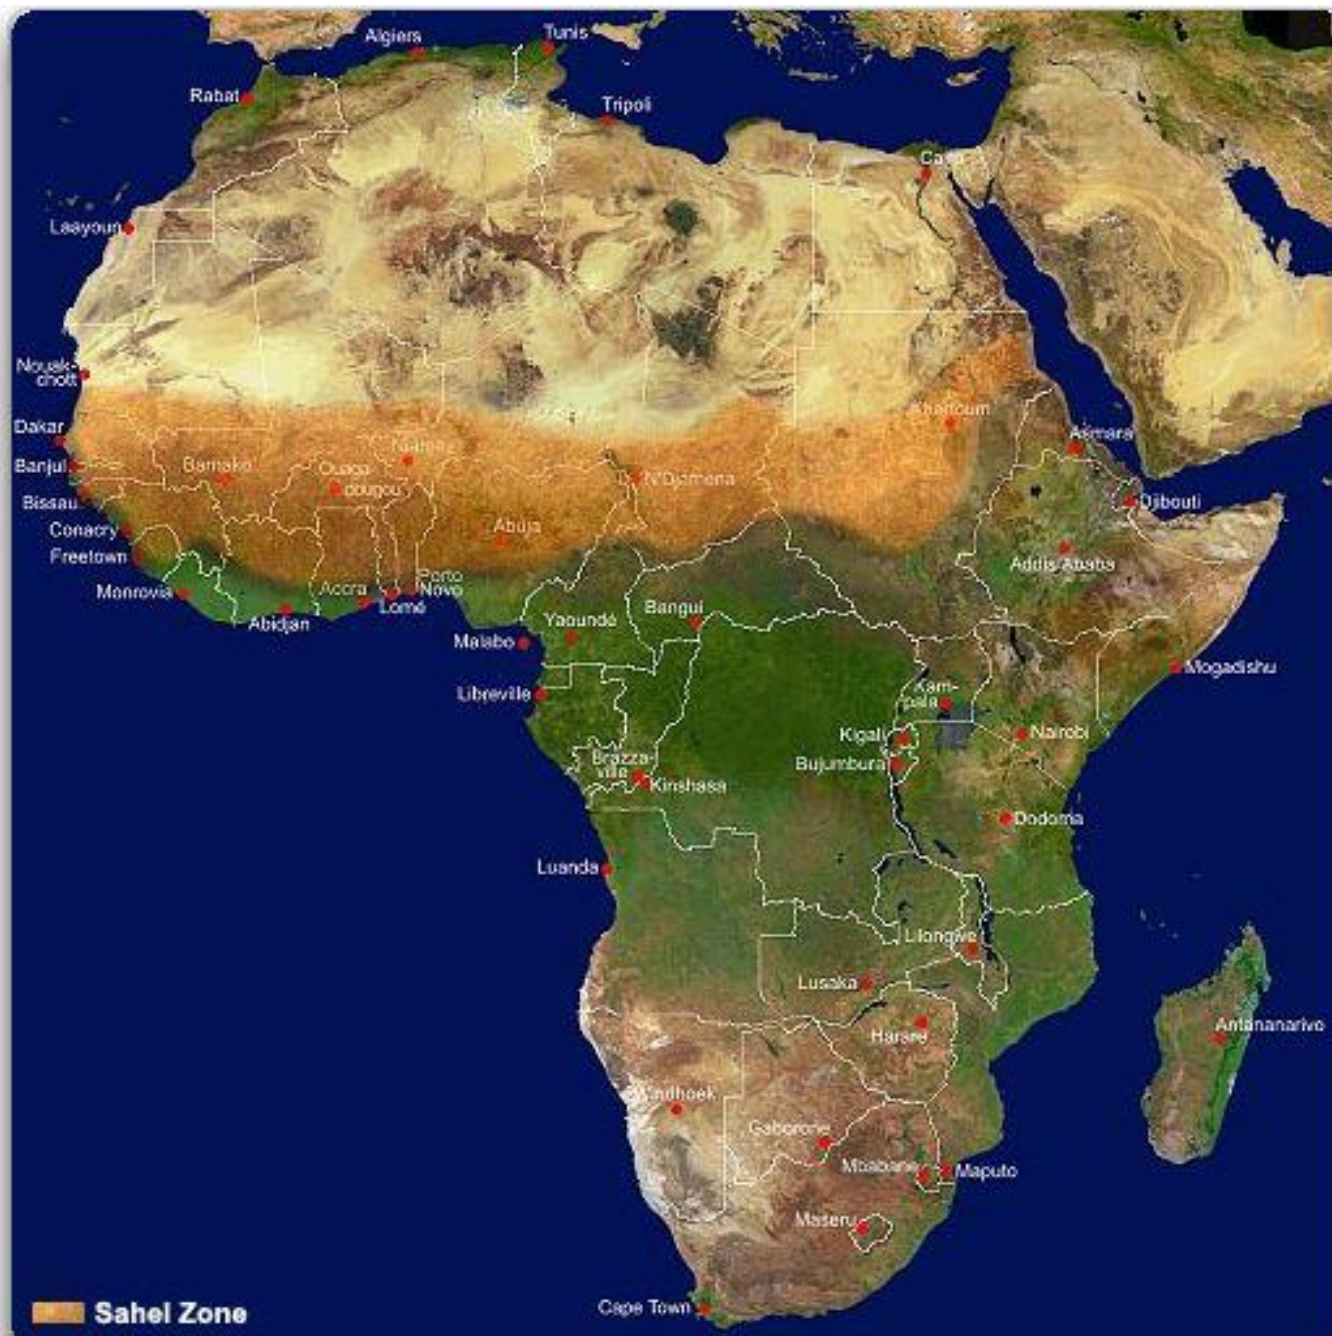 Algiers
Tunis
Rabat
Tripoli
Cairo
Laayoun
Nouak-
chott
Dakar
Khartoum
Asmara
Banjul
Bamako
Niamey
Ouaga
dougou
N'Djamena
Bissau
Djibouti
Conacry
Abuja
Freetown
Addis Ababa
Monrovia
Accra
Porto
Novo
Lomé
Abidjan
Yaoundé
Bangui
Malabo
Mogadishu
Libreville
Kam-
pala
Kigali
Nairobi
Brazza-
ville
Bujumbura
Kinshasa
Dodoma
Luanda
Lilongwe
Lusaka
Harare
Antananarivo
Windhoek
Gaborone
Mbabane
Maputo
Maseru
Cape Town
Sahel Zone